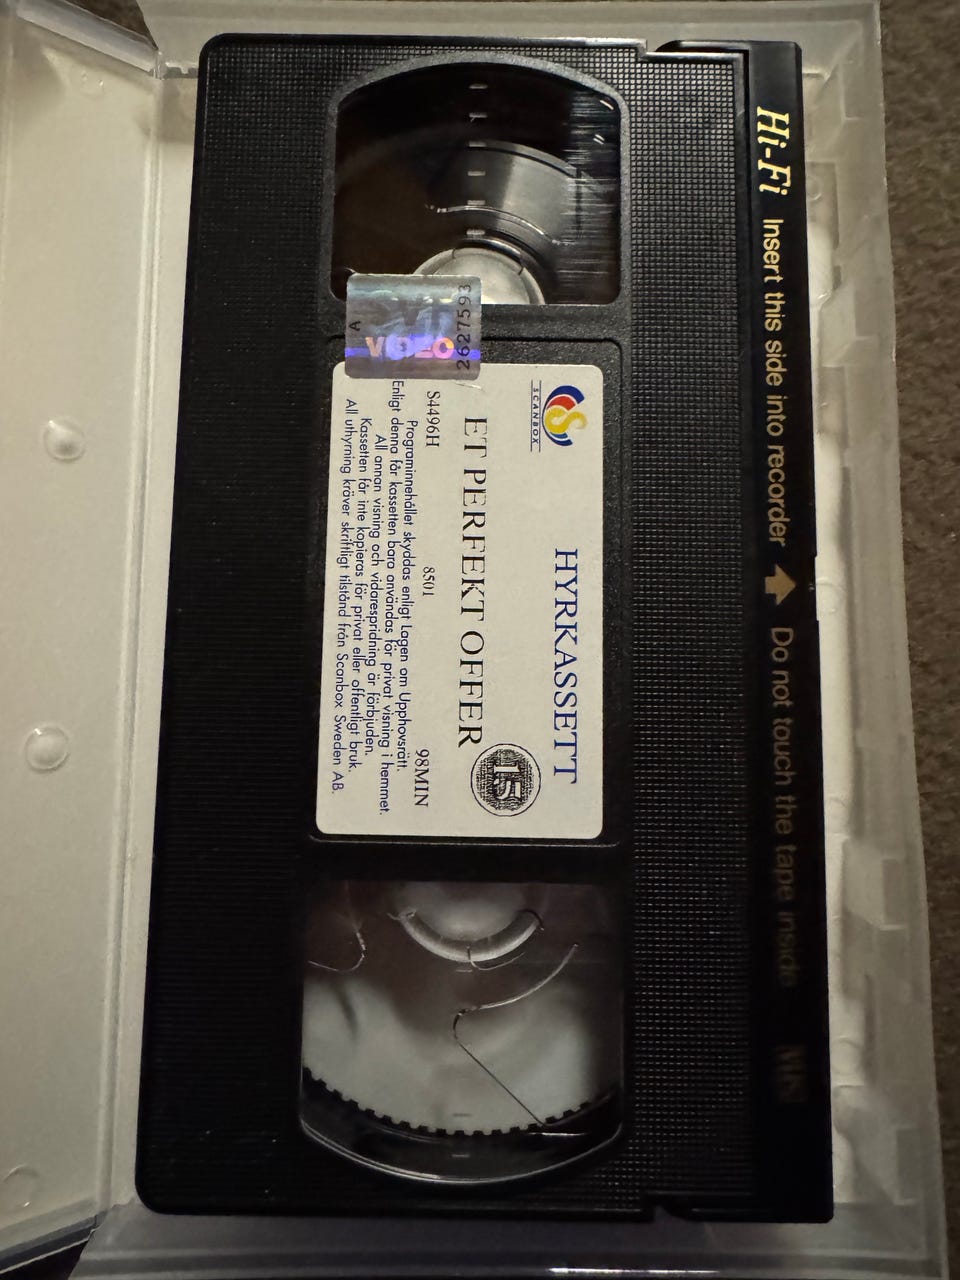 Hi-Fi Insert this side into recorder Do not touch the tape inside
SCANBOX
HYRKASSETT
ET PERFEKT OFFER
15
S4496H 8501 98MIN
Programinnehållet skyddas enligt Lagen om Upphovsrätt.
Enligt denna får kassetten bara användas för privat visning i hemmet.
All annan visning och vidarespridning är förbjuden.
Kassetten får inte kopieras för privat eller offentligt bruk.
All uthyrning kräver skriftligt tilstånd från Scanbox Sweden AB.
2627593
VIDEO
A